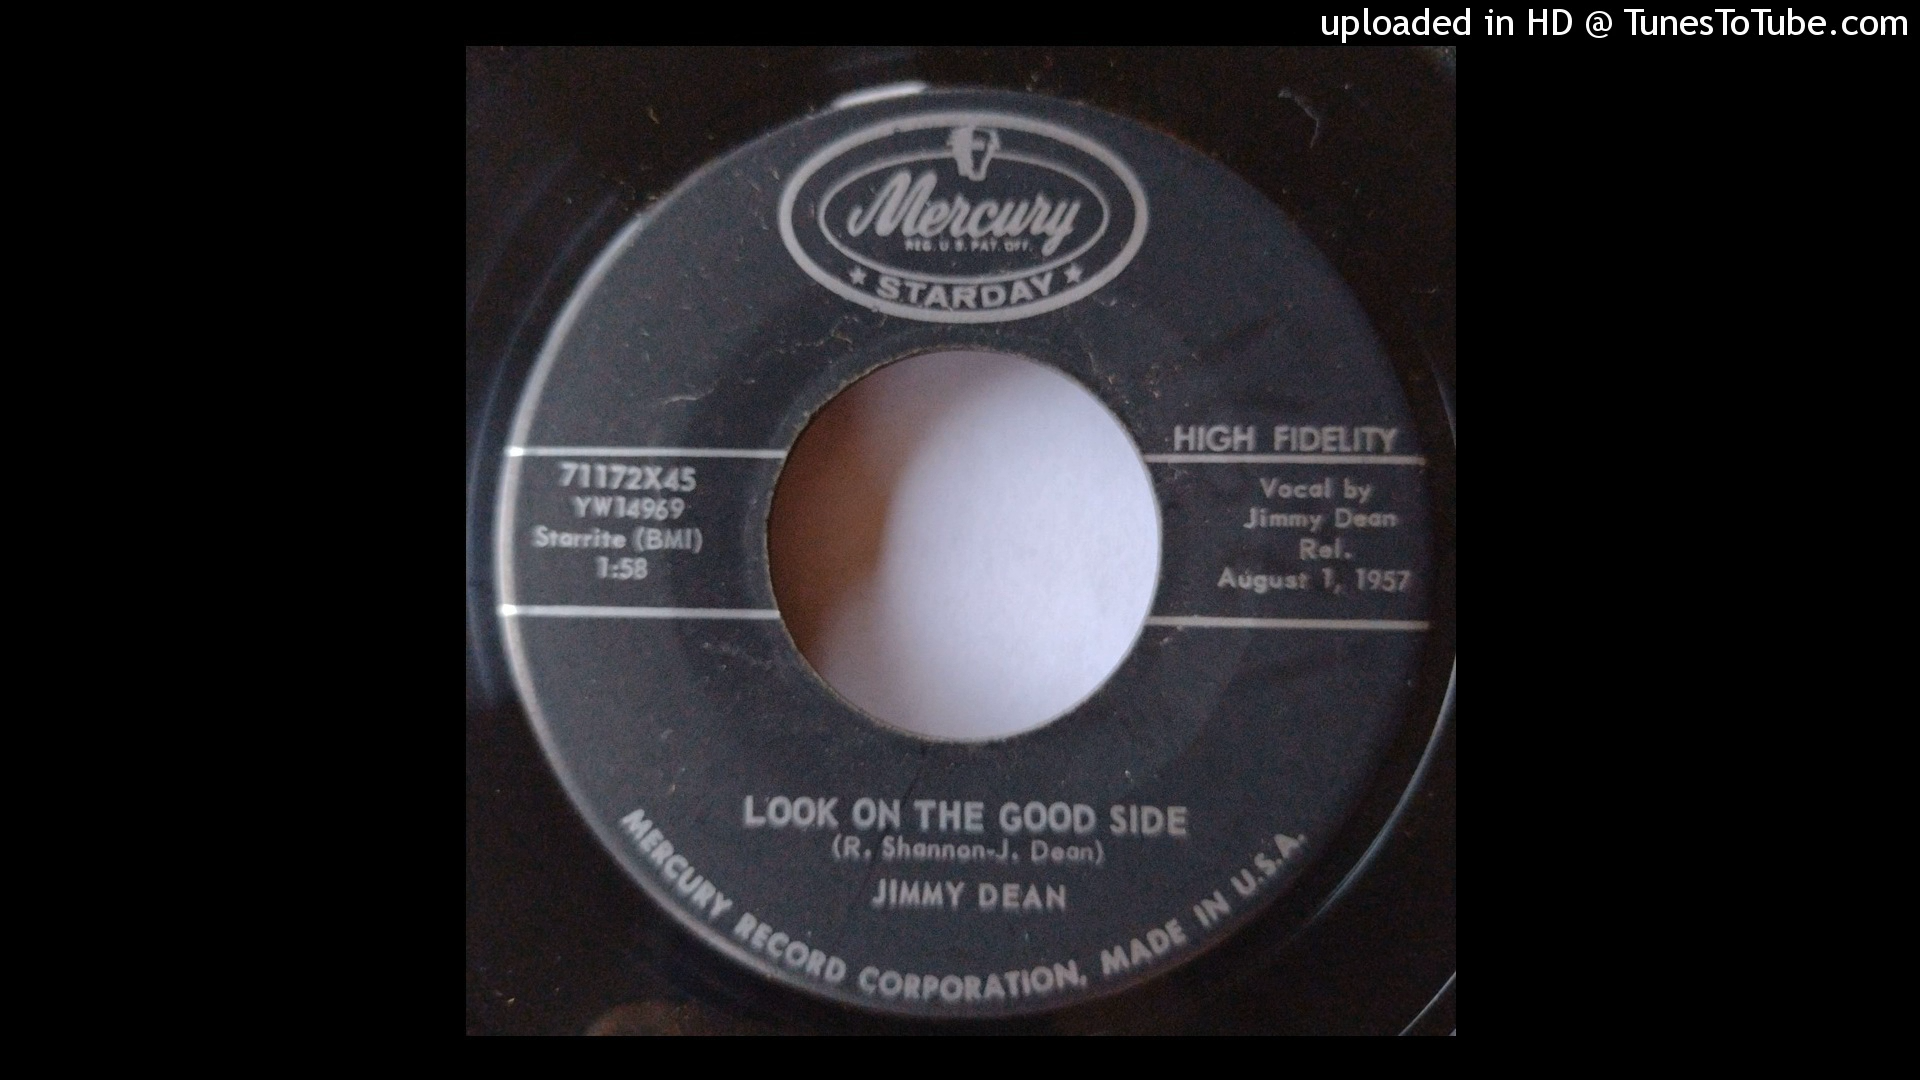 uploaded in HD @ TunesToTube.com
Mercury
REG. U.S. PAT. OFF.
★ STARDAY ★
HIGH FIDELITY
71172X45
YW14969
Starrite (BMI)
1:58
Vocal by
Jimmy Dean
Rel.
August 1, 1957
LOOK ON THE GOOD SIDE
(R. Shannon-J. Dean)
JIMMY DEAN
MERCURY RECORD CORPORATION, MADE IN U.S.A.